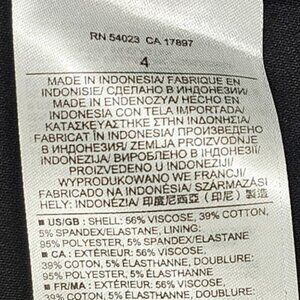 RN 54023 CA 17897
4
MADE IN INDONESIA/ FABRIQUE EN
INDONISIE/ СДЕЛАНО В ИНДОНЕЗИИ/
MADE IN ENDENOZYA/ HECHO EN
INDONESIA CON TELA IMPORTADA/
ΚΑΤΑΣΚΕΥΑΣΤΗΚΕ ΣΤΗΝ ΙΝΔΟΝΗΣΙΑ/
FABRICAT ÎN INDONESIA/ ПРОИЗВЕДЕНО
В ИНДОНЕЗИЯ/ ZEMLJA PROIZVODNJE
INDONEZIJA/ ВИРОБЛЕНО В ІНДОНЕЗІЇ/
PROIZVEDENO U INDONEZIJI/
WYPRODUKOWANO WE FRANCJI/
FABRICADO NA INDONÉSIA/ SZÁRMAZÁSI
HELY: INDONÉZIA/ 印度尼西亚 (印尼) 製造
■ US/GB : SHELL: 56% VISCOSE, 39% COTTON,
5% SPANDEX/ELASTANE, LINING:
95% POLYESTER, 5% SPANDEX/ELASTANE
■ CA : EXTÉRIEUR: 56% VISCOSE,
39% COTON, 5% ÉLASTHANNE, DOUBLURE:
95% POLYESTER, 5% ÉLASTHANNE
■ FR/MA : EXTÉRIEUR: 56% VISCOSE,
39% COTON, 5% ÉLASTHANE, DOUBLURE: